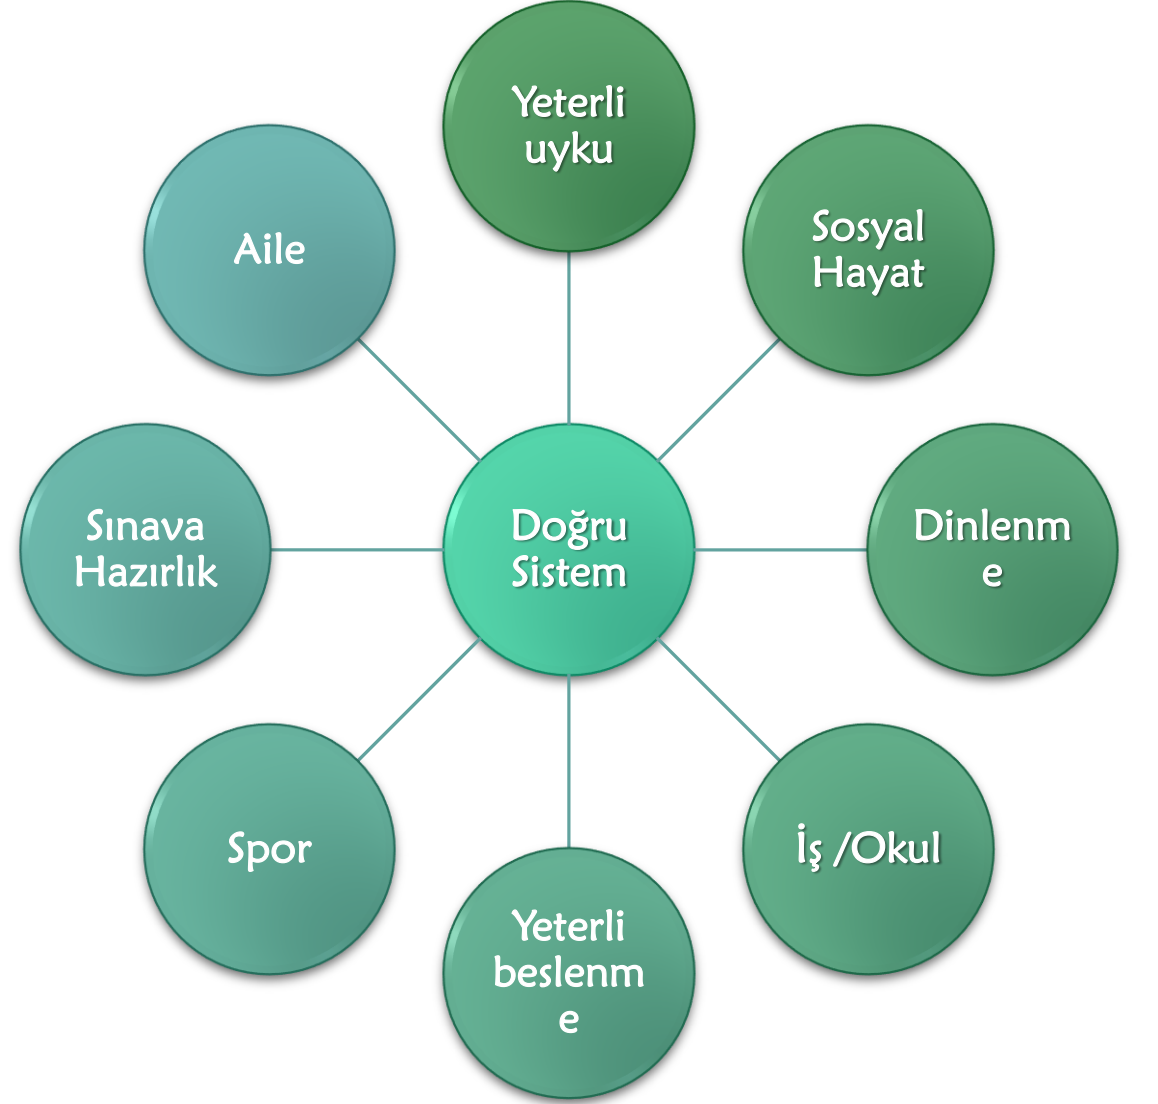 Yeterli
uyku
Sosyal
Hayat
Dinlenm
e
İş /Okul
Yeterli
beslenm
e
Spor
Sınava
Hazırlık
Aile
Doğru
Sistem